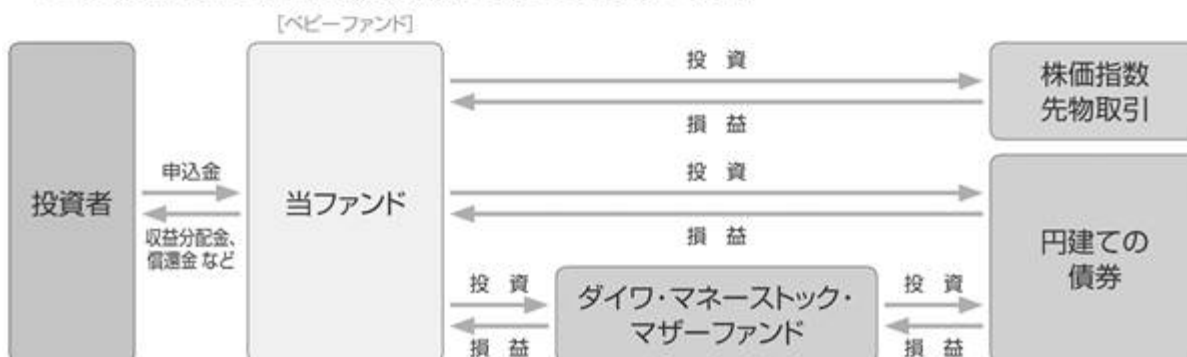 [ベビーファンド]
投資者
申込金
収益分配金、
償還金 など
当ファンド
投 資
損 益
株価指数
先物取引
投 資
損 益
円建ての
債券
投 資
損 益
ダイワ・マネーストック・
マザーファンド
投 資
損 益